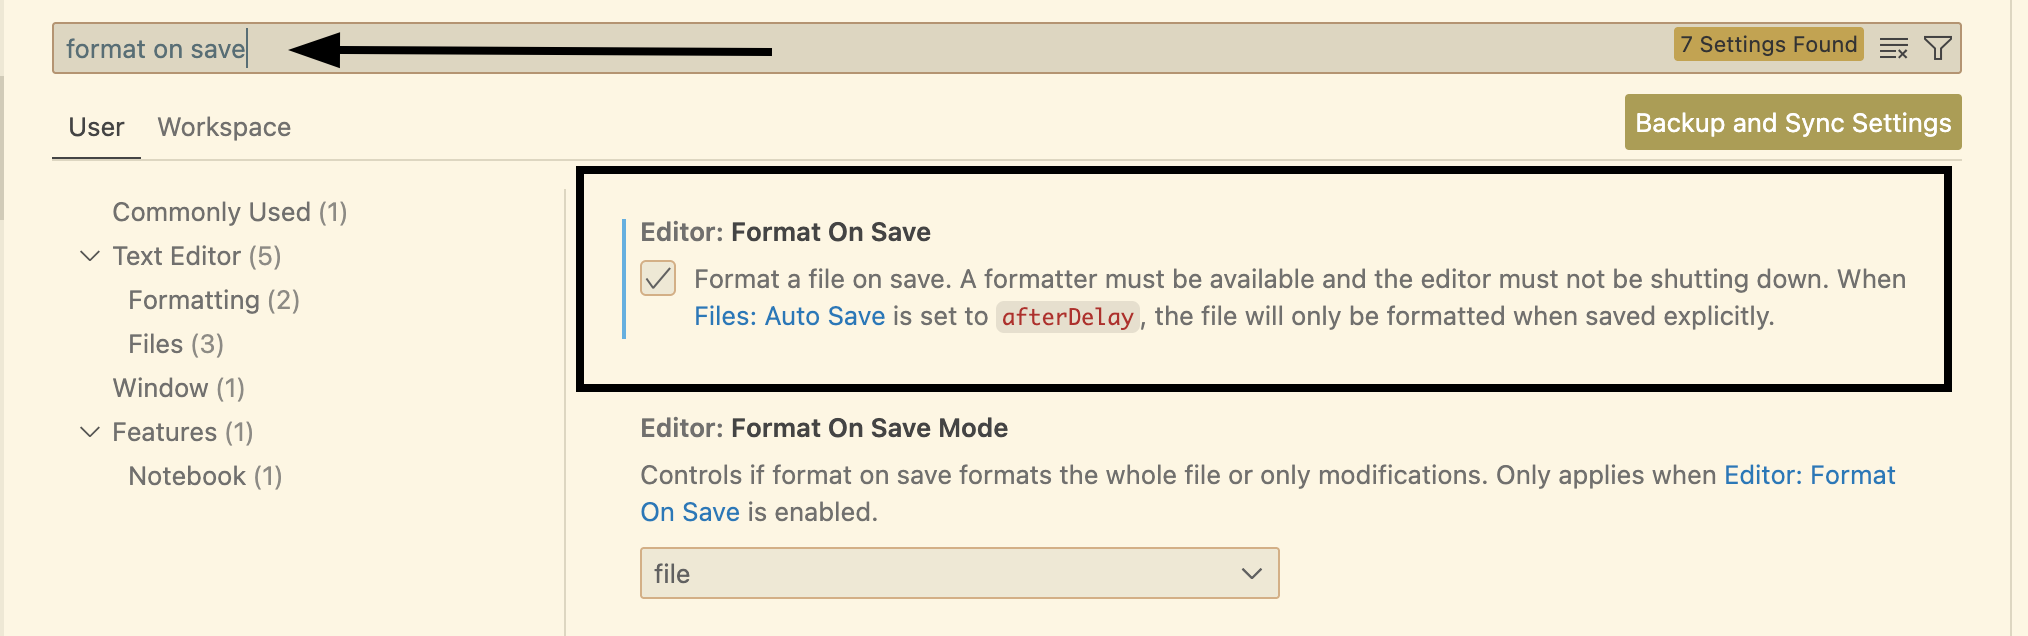 format on save
7 Settings Found
User
Workspace
Backup and Sync Settings
Commonly Used (1)
Text Editor (5)
Formatting (2)
Files (3)
Window (1)
Features (1)
Notebook (1)
Editor: Format On Save
Format a file on save. A formatter must be available and the editor must not be shutting down. When
Files: Auto Save is set to afterDelay, the file will only be formatted when saved explicitly.
Editor: Format On Save Mode
Controls if format on save formats the whole file or only modifications. Only applies when Editor: Format
On Save is enabled.
file